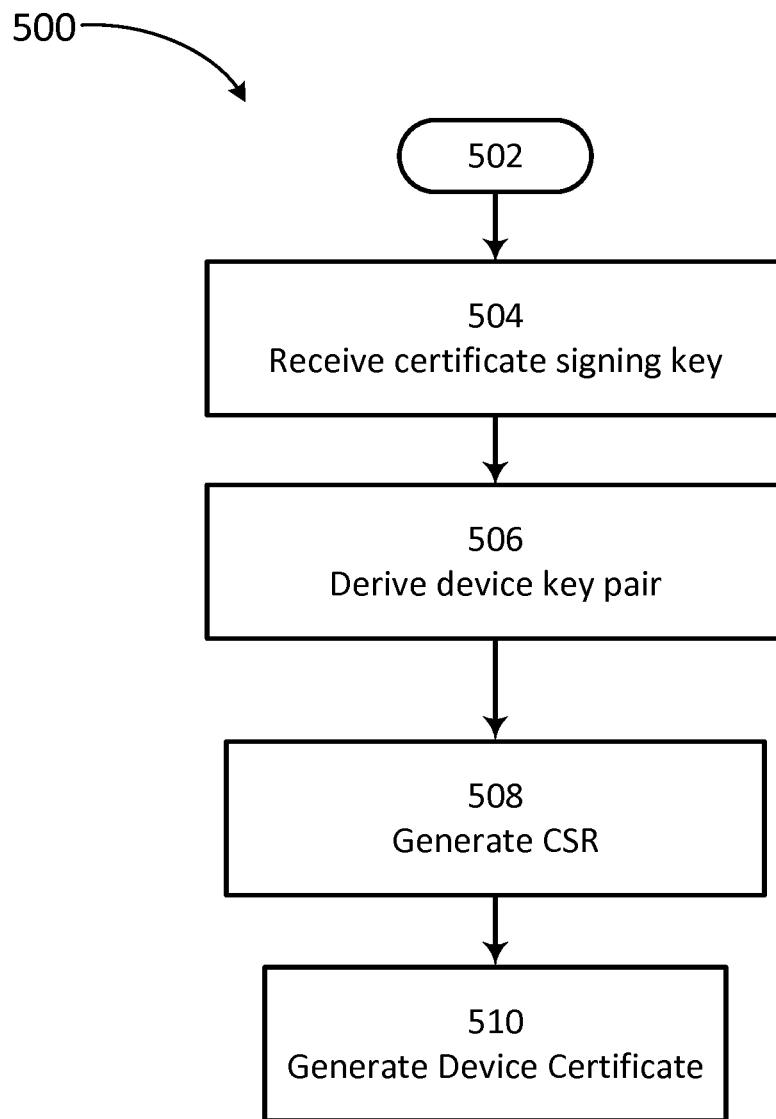 500
502
504
Receive certificate signing key
506
Derive device key pair
508
Generate CSR
510
Generate Device Certificate